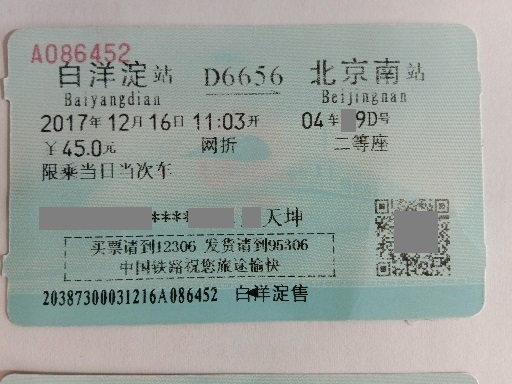 A086452
白洋淀站 D6656 北京南站
Baiyangdian Beijingnan
2017年12月16日 11:03开 04车9D号
￥45.0元 网折 二等座
限乘当日当次车
**** 天坤
买票请到12306 发货请到95306
中国铁路祝您旅途愉快
20387300031216A086452 白洋淀售